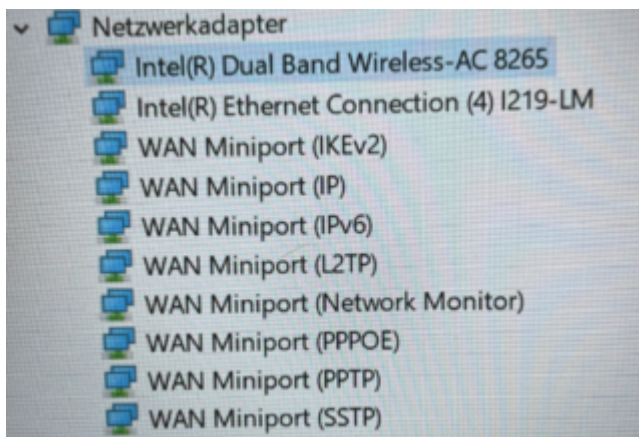 Netzwerkadapter
Intel(R) Dual Band Wireless-AC 8265
Intel(R) Ethernet Connection (4) I219-LM
WAN Miniport (IKEv2)
WAN Miniport (IP)
WAN Miniport (IPv6)
WAN Miniport (L2TP)
WAN Miniport (Network Monitor)
WAN Miniport (PPPOE)
WAN Miniport (PPTP)
WAN Miniport (SSTP)